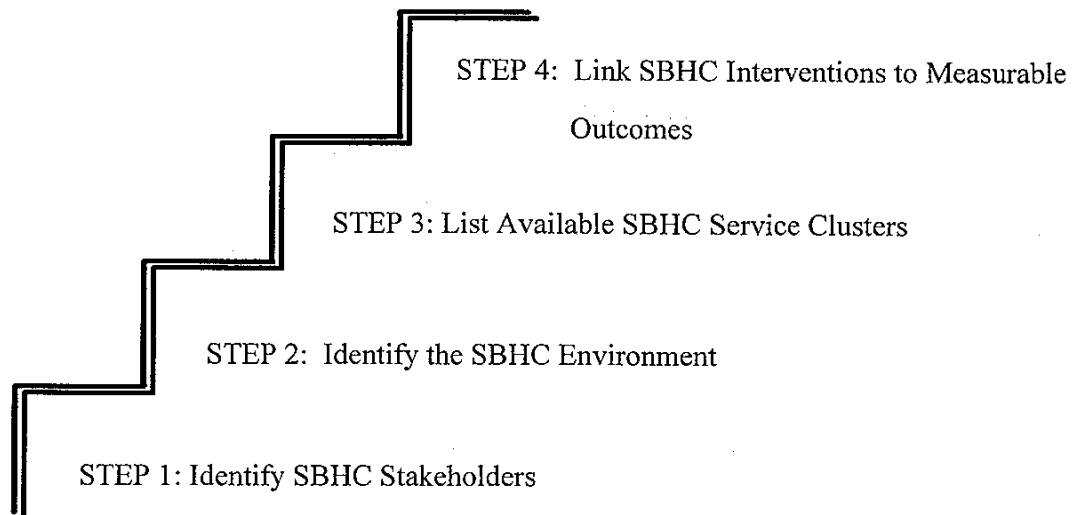 STEP 4: Link SBHC Interventions to Measurable
Outcomes
STEP 3: List Available SBHC Service Clusters
STEP 2: Identify the SBHC Environment
STEP 1: Identify SBHC Stakeholders